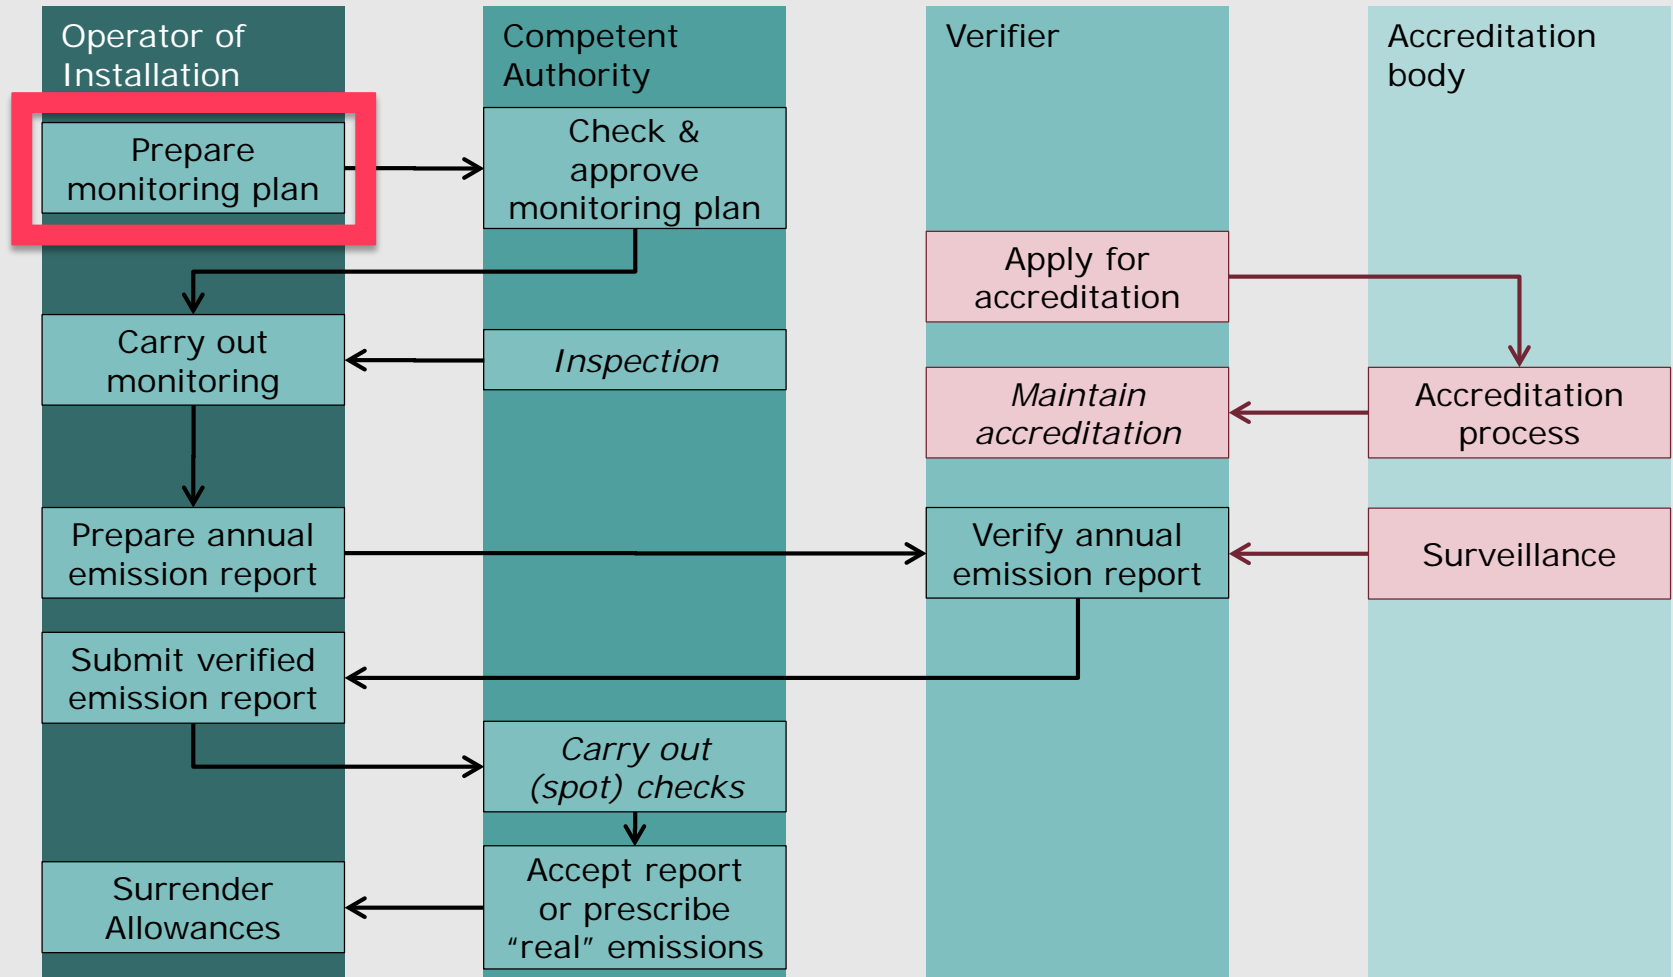 Operator of
Installation
Competent
Authority
Verifier
Accreditation
body
Prepare
monitoring plan
Check &
approve
monitoring plan
Apply for
accreditation
Carry out
monitoring
Inspection
Maintain
accreditation
Accreditation
process
Prepare annual
emission report
Verify annual
emission report
Surveillance
Submit verified
emission report
Carry out
(spot) checks
Surrender
Allowances
Accept report
or prescribe
“real” emissions